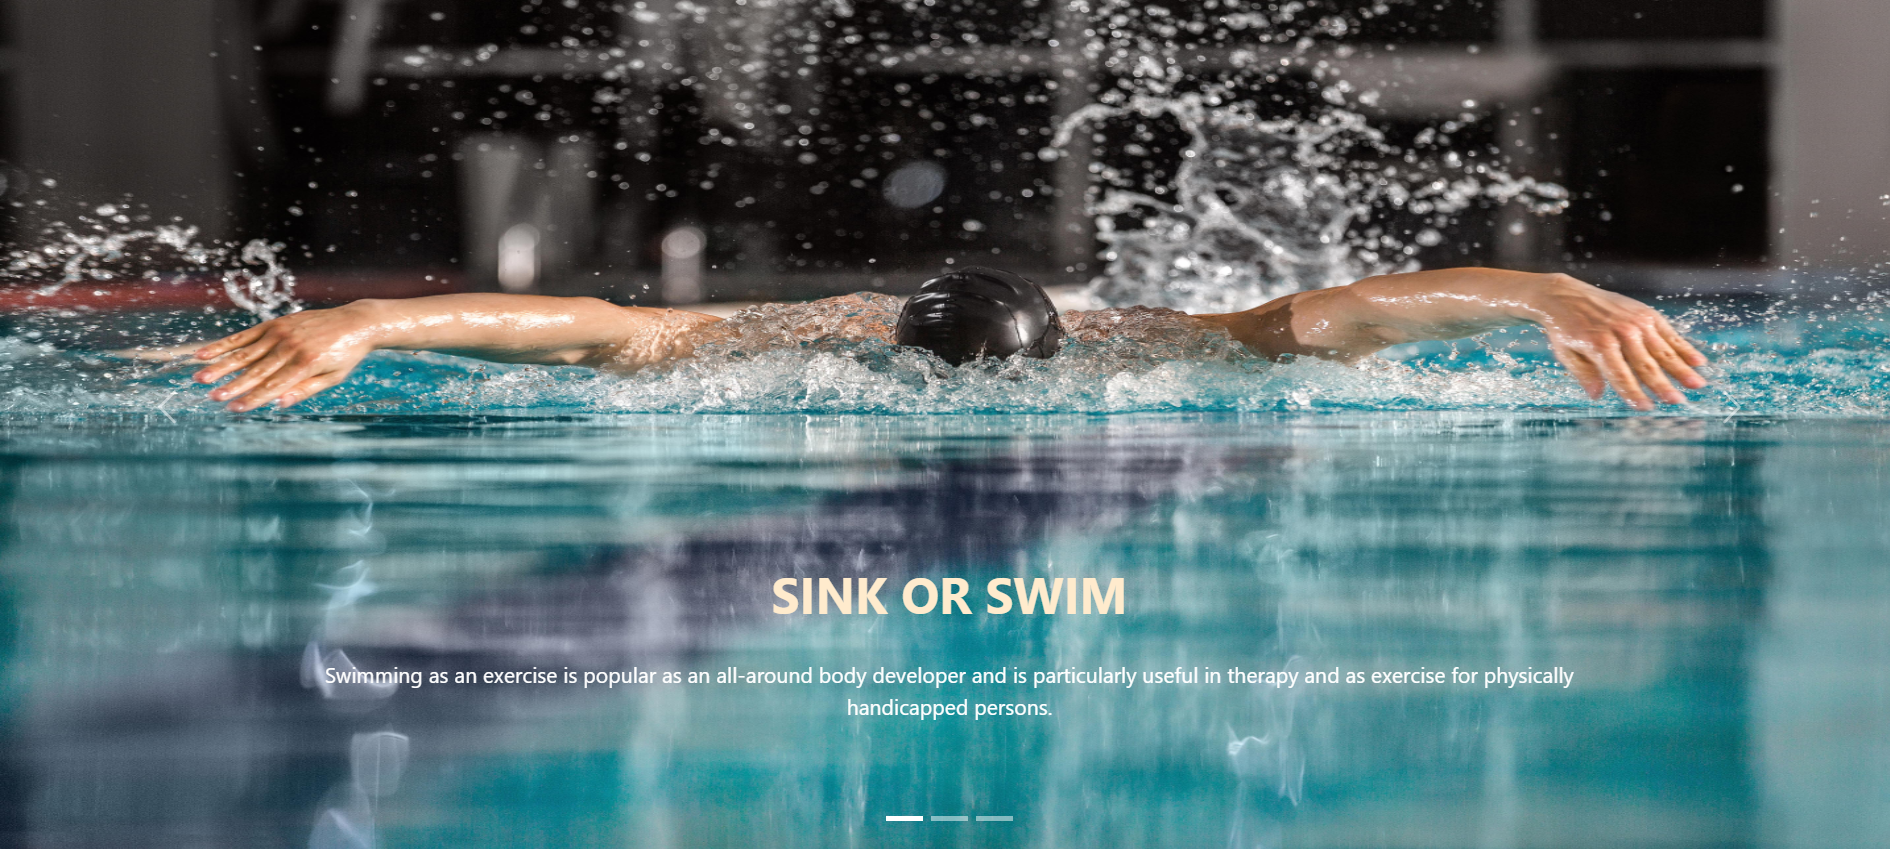 SINK OR SWIM
Swimming as an exercise is popular as an all-around body developer and is particularly useful in therapy and as exercise for physically
handicapped persons.